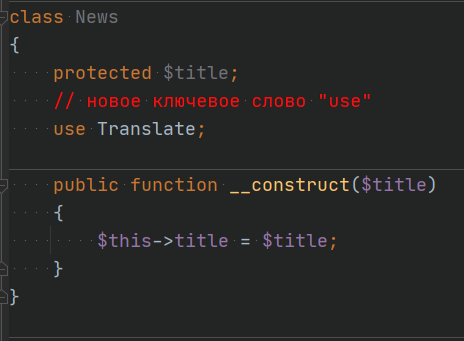 class News
{
    protected $title;
    // новое ключевое слово "use"
    use Translate;
    public function __construct($title)
    {
        $this->title = $title;
    }
}